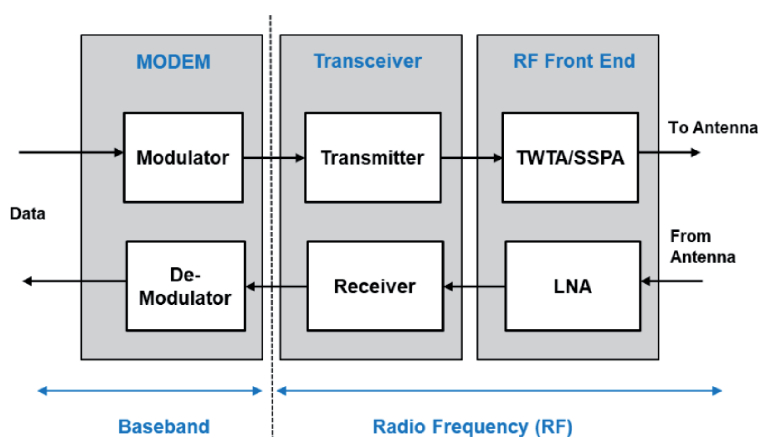 MODEM
Transceiver
RF Front End
Modulator
Transmitter
TWTA/SSPA
To Antenna
Data
De-
Modulator
Receiver
LNA
From
Antenna
Baseband
Radio Frequency (RF)